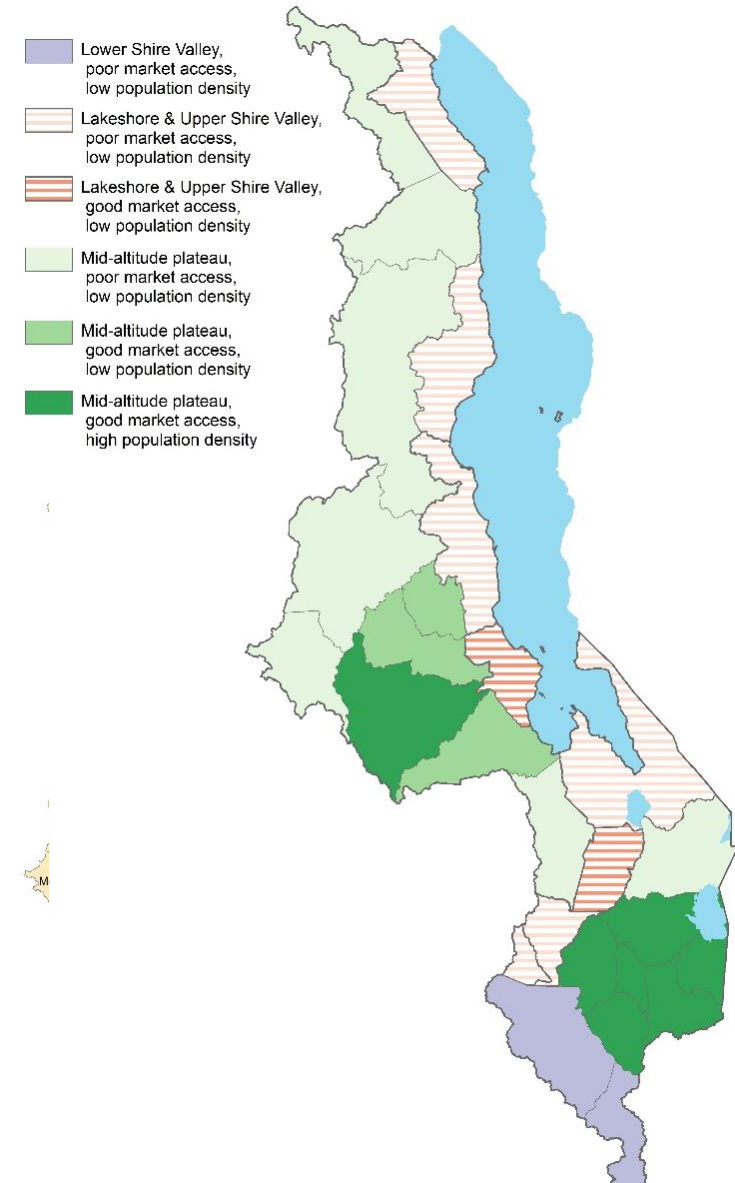 Lower Shire Valley,
poor market access,
low population density
Lakeshore & Upper Shire Valley,
poor market access,
low population density
Lakeshore & Upper Shire Valley,
good market access,
low population density
Mid-altitude plateau,
poor market access,
low population density
Mid-altitude plateau,
good market access,
low population density
Mid-altitude plateau,
good market access,
high population density
M